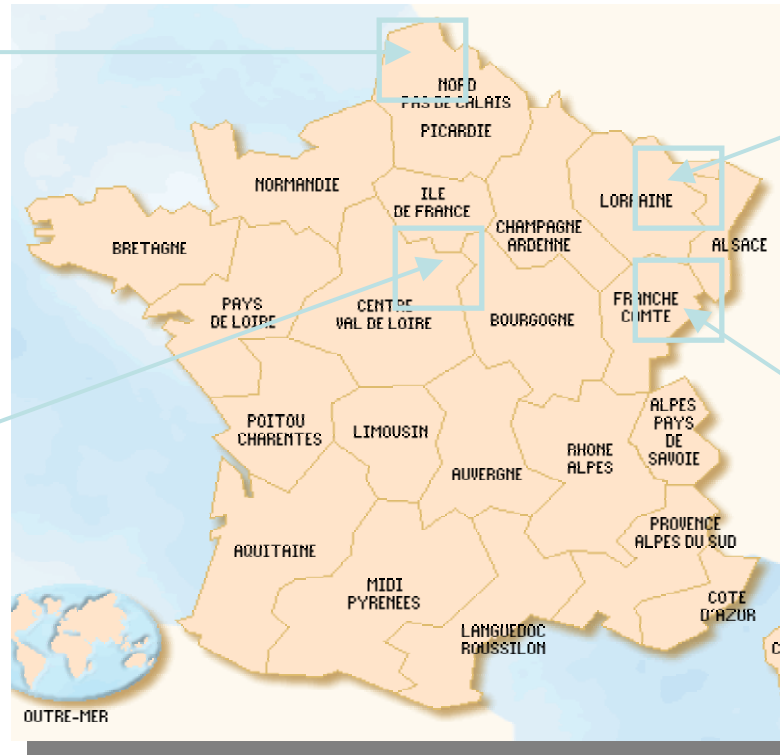 NORD
PAS DE CALAIS
PICARDIE
NORMANDIE
ILE
DE FRANCE
LORRAINE
CHAMPAGNE
ARDENNE
ALSACE
BRETAGNE
PAYS
DE LOIRE
CENTRE
VAL DE LOIRE
BOURGOGNE
FRANCHE
COMTE
POITOU
CHARENTES
LIMOUSIN
AUVERGNE
RHONE
ALPES
ALPES
PAYS
DE
SAVOIE
PROVENCE
ALPES DU SUD
AQUITAINE
MIDI
PYRENEES
COTE
D'AZUR
LANGUEDOC
ROUSSILON
C
OUTRE-MER